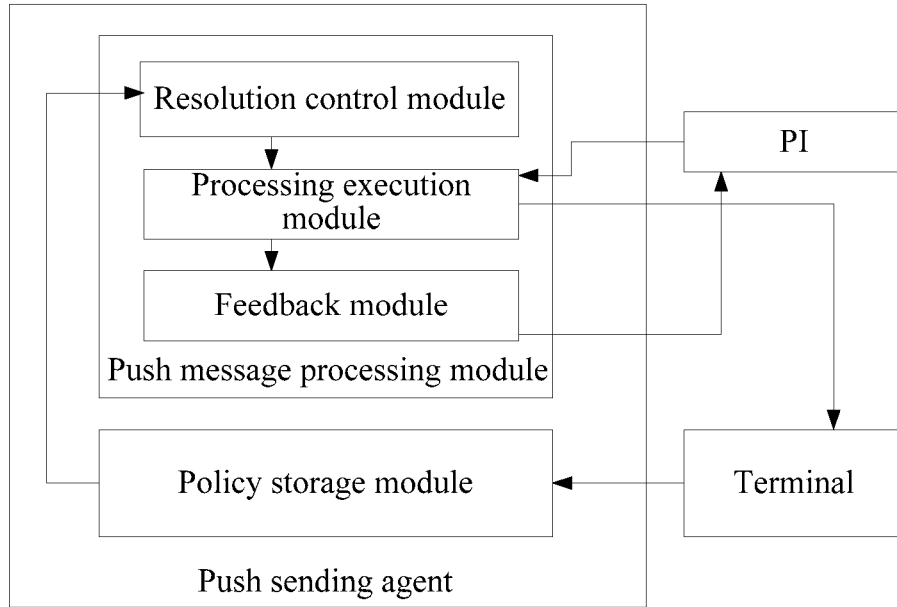 Resolution control module
PI
Processing execution
module
Feedback module
Push message processing module
Policy storage module
Terminal
Push sending agent